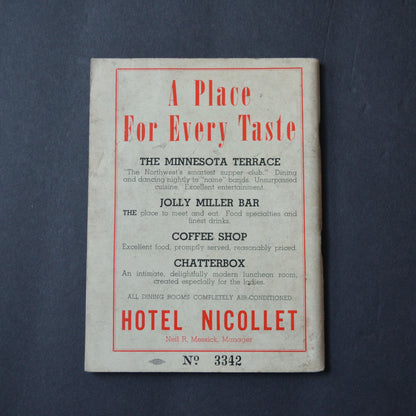 A Place
For Every Taste
THE MINNESOTA TERRACE
"The Northwest's smartest supper club." Dining
and dancing nightly to "name" bands. Unsurpassed
cuisine. Excellent entertainment.
JOLLY MILLER BAR
THE place to meet and eat. Food specialties and
finest drinks.
COFFEE SHOP
Excellent food, promptly served, reasonably priced.
CHATTERBOX
An intimate, delightfully modern luncheon room,
created especially for the ladies.
ALL DINING ROOMS COMPLETELY AIR-CONDITIONED
HOTEL NICOLLET
Neil R. Messick, Manager
Nº 3342